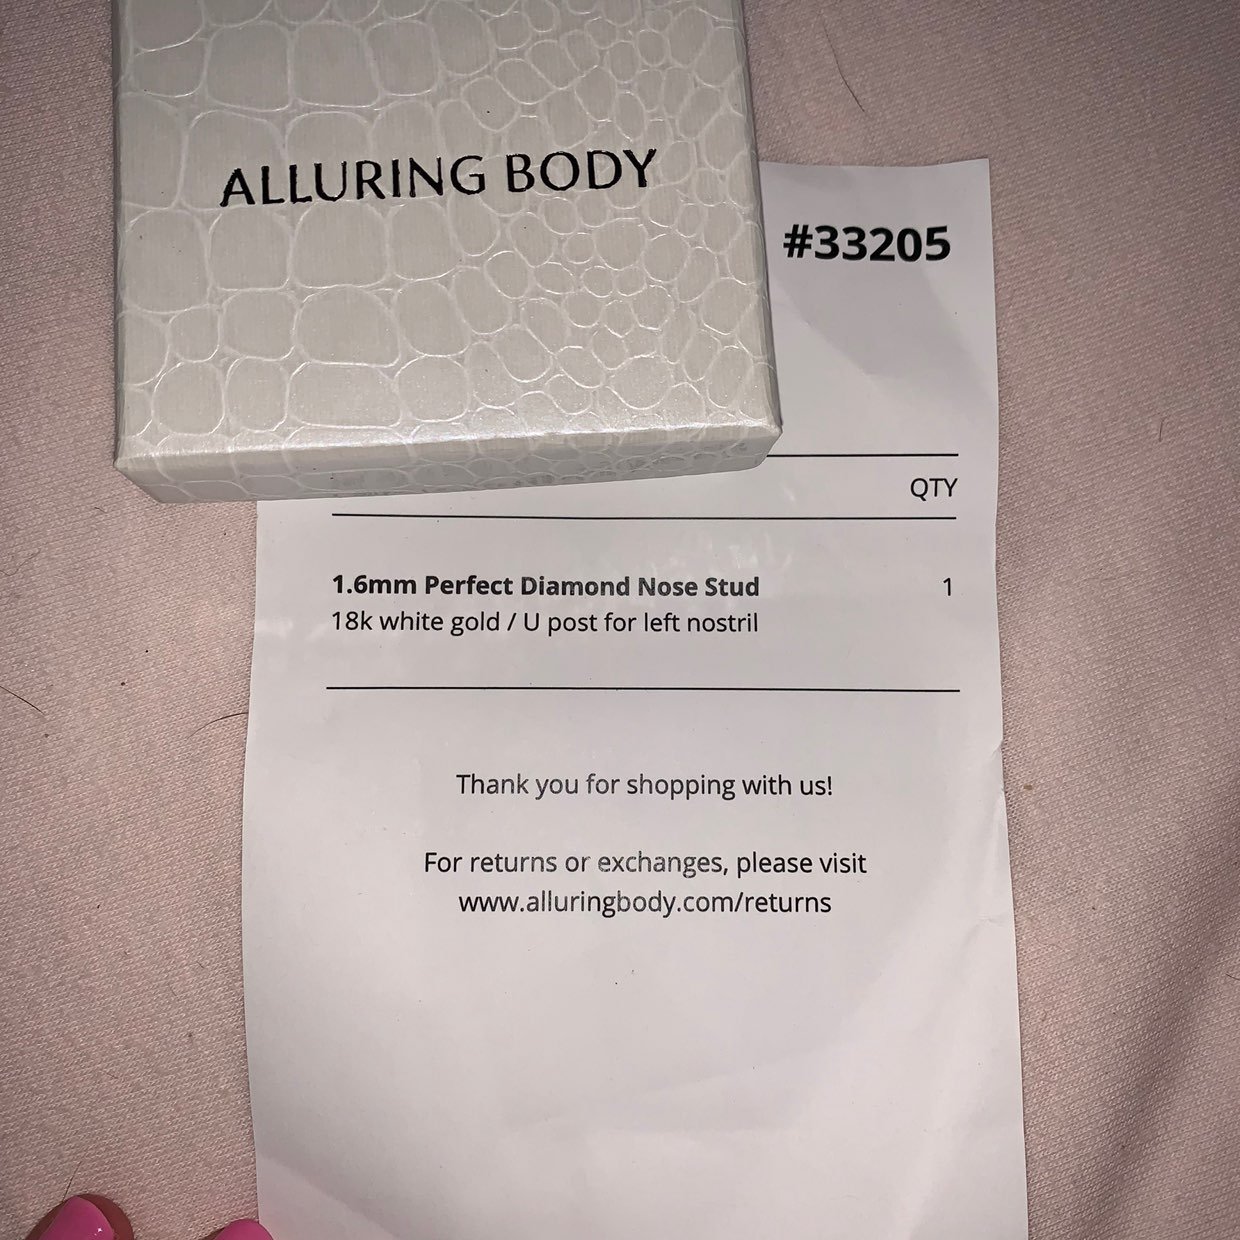 ALLURING BODY
#33205
QTY
1.6mm Perfect Diamond Nose Stud 1
18k white gold / U post for left nostril
Thank you for shopping with us!
For returns or exchanges, please visit
www.alluringbody.com/returns